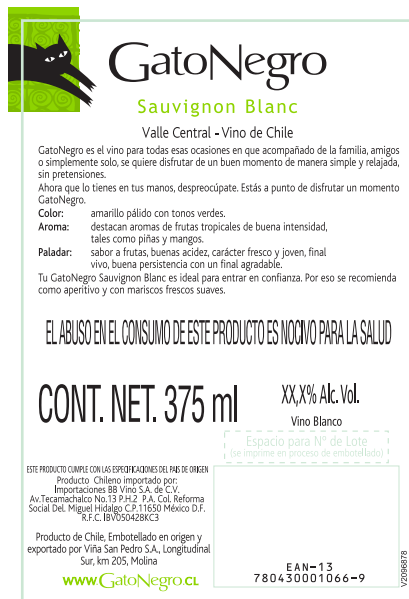 GatoNegro
Sauvignon Blanc
Valle Central - Vino de Chile
GatoNegro es el vino para todas esas ocasiones en que acompañado de la familia, amigos
o simplemente solo, se quiere disfrutar de un buen momento de manera simple y relajada,
sin pretensiones.
Ahora que lo tienes en tus manos, despreocúpate. Estás a punto de disfrutar un momento
GatoNegro.
Color: amarillo pálido con tonos verdes.
Aroma: destacan aromas de frutas tropicales de buena intensidad,
tales como piñas y mangos.
Paladar: sabor a frutas, buenas acidez, carácter fresco y joven, final
vivo, buena persistencia con un final agradable.
Tu GatoNegro Sauvignon Blanc es ideal para entrar en confianza. Por eso se recomienda
como aperitivo y con mariscos frescos suaves.
EL ABUSO EN EL CONSUMO DE ESTE PRODUCTO ES NOCIVO PARA LA SALUD
CONT. NET. 375 ml
XX,X% Alc. Vol.
Vino Blanco
Espacio para Nº de Lote
(se imprime en proceso de embotellado)
ESTE PRODUCTO CUMPLE CON LAS ESPECIFICACIONES DEL PAIS DE ORIGEN
Producto Chileno importado por:
Importaciones BB Vino S.A. de C.V.
Av.Tecamachalco No.13 P.H.2 P.A. Col. Reforma
Social Del. Miguel Hidalgo C.P.11650 México D.F.
R.F.C. IBV050428KC3
Producto de Chile, Embotellado en origen y
exportado por Viña San Pedro S.A., Longitudinal
Sur, km 205, Molina
www.GatoNegro.CL
EAN-13
780430001066-9
V2096878